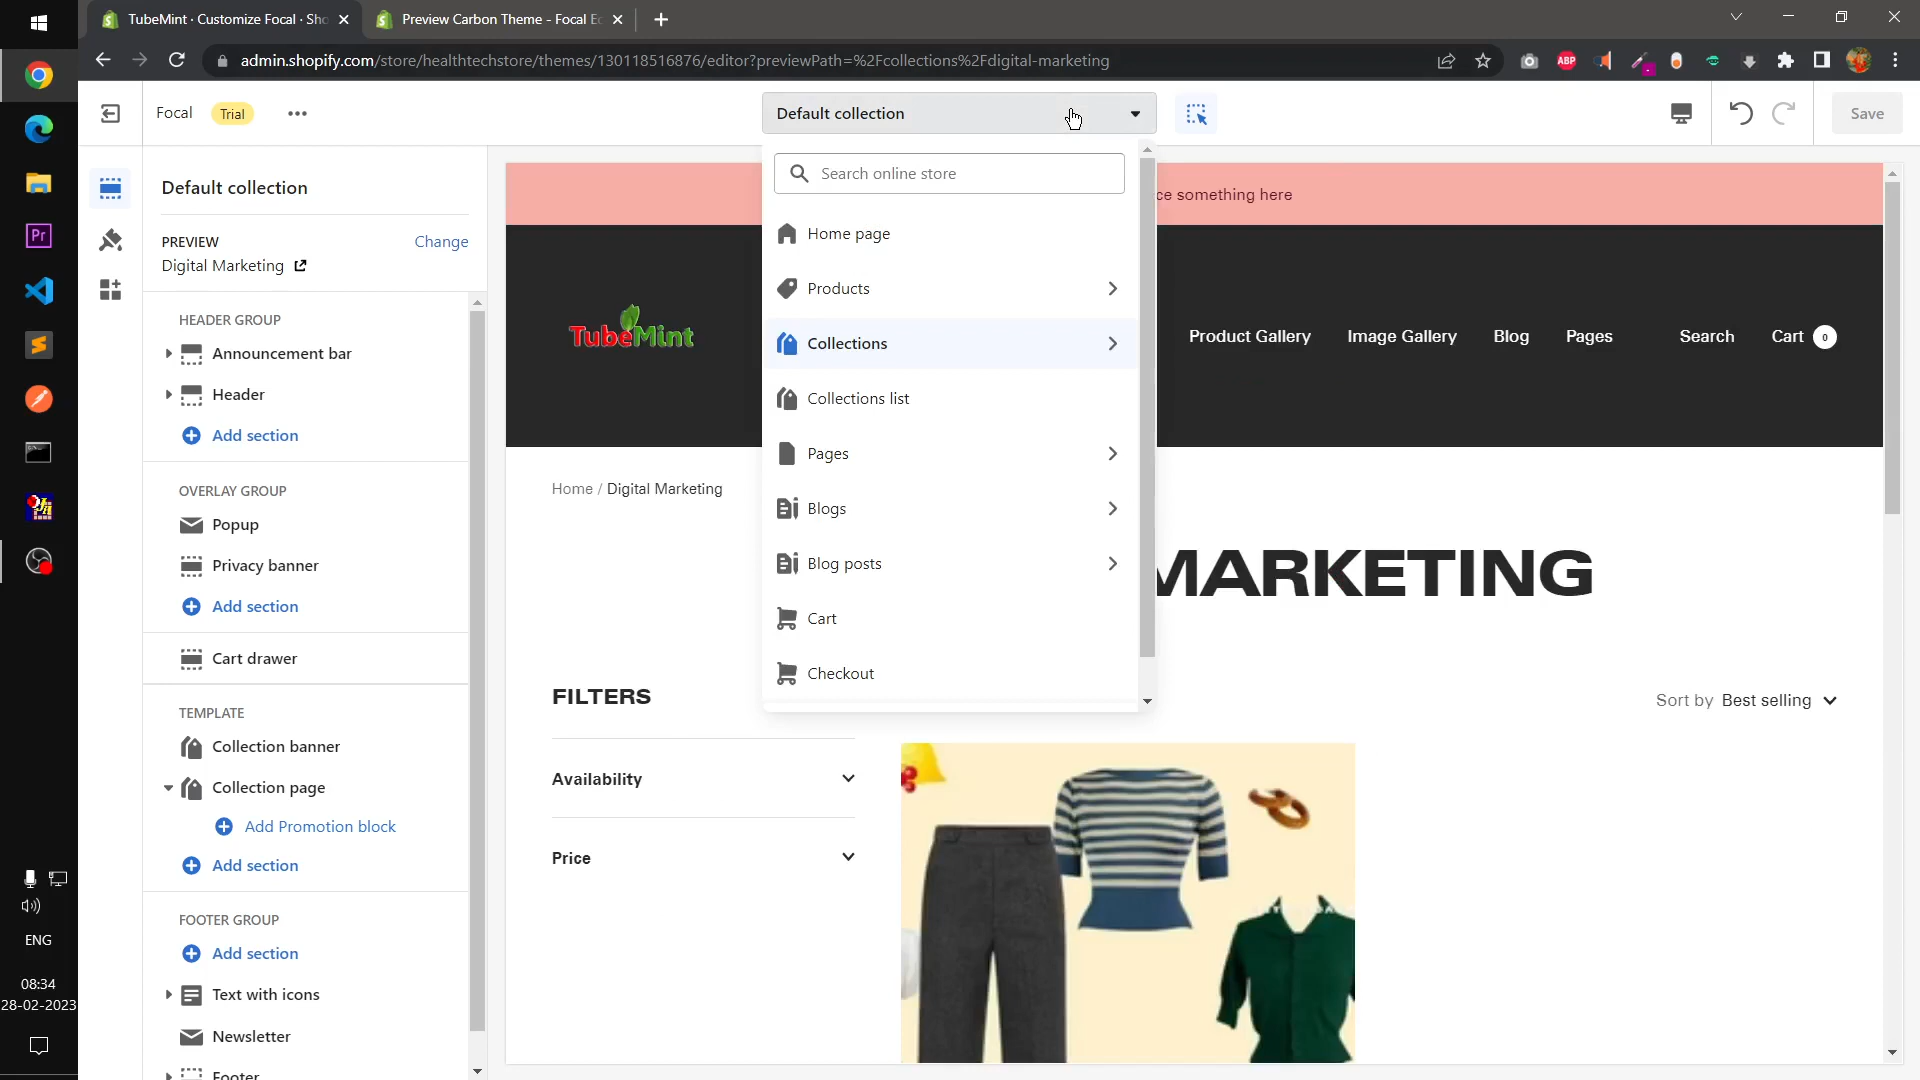 TubeMint · Customize Focal · Sho
Preview Carbon Theme - Focal Ec
admin.shopify.com/store/healthtechstore/themes/130118516876/editor?previewPath=%2Fcollections%2Fdigital-marketing
ABP
Focal
Trial
Default collection
Save
Default collection
PREVIEW
Change
Digital Marketing
HEADER GROUP
Announcement bar
Header
Add section
OVERLAY GROUP
Popup
Privacy banner
Add section
Cart drawer
TEMPLATE
Collection banner
Collection page
Add Promotion block
Add section
FOOTER GROUP
Add section
Text with icons
Newsletter
Footer
Search online store
Home page
Products
Collections
Collections list
Pages
Blogs
Blog posts
Cart
Checkout
ce something here
TubeMint
Product Gallery
Image Gallery
Blog
Pages
Search
Cart 0
Home / Digital Marketing
MARKETING
FILTERS
Sort by Best selling
Availability
Price
Pr
ENG
08:34
28-02-2023